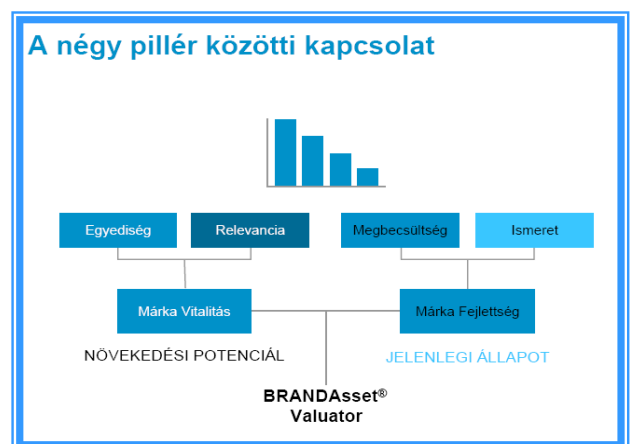 A négy pillér közötti kapcsolat
Egyediség
Relevancia
Megbecsültség
Ismeret
Márka Vitalitás
Márka Fejlettség
NÖVEKEDÉSI POTENCIÁL
JELENLEGI ÁLLAPOT
BRANDAsset®
Valuator